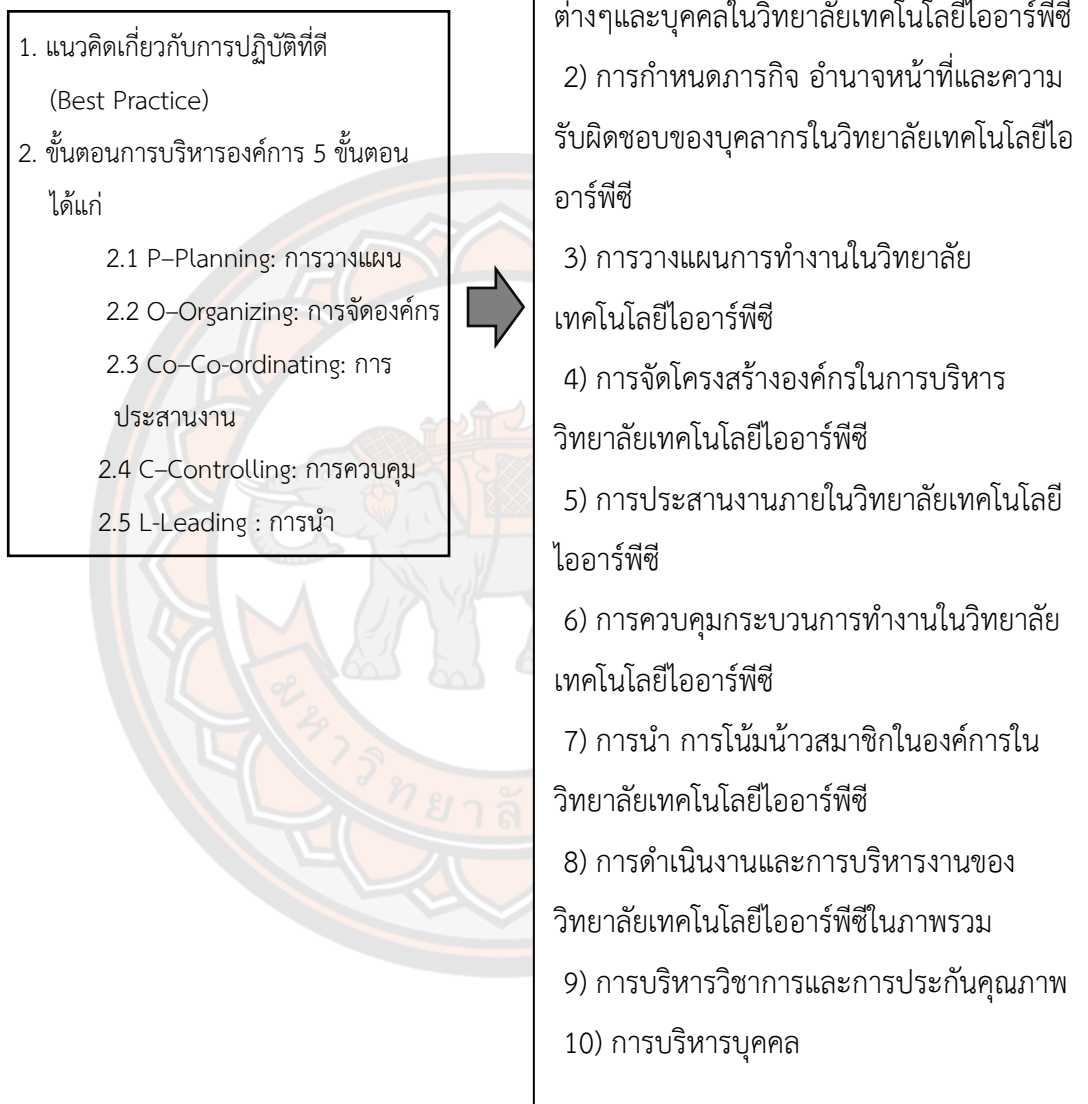 1. แนวคิดเกี่ยวกับการปฏิบัติที่ดี
(Best Practice)
2. ขั้นตอนการบริหารองค์การ 5 ขั้นตอน
ได้แก่
2.1 P–Planning: การวางแผน
2.2 O–Organizing: การจัดองค์กร
2.3 Co–Co-ordinating: การ
ประสานงาน
2.4 C–Controlling: การควบคุม
2.5 L-Leading : การนำ
ต่างๆและบุคคลในวิทยาลัยเทคโนโลยีไออาร์พีซี
2) การกำหนดภารกิจ อำนาจหน้าที่และความ
รับผิดชอบของบุคลากรในวิทยาลัยเทคโนโลยีไอ
อาร์พีซี
3) การวางแผนการทำงานในวิทยาลัย
เทคโนโลยีไออาร์พีซี
4) การจัดโครงสร้างองค์กรในการบริหาร
วิทยาลัยเทคโนโลยีไออาร์พีซี
5) การประสานงานภายในวิทยาลัยเทคโนโลยี
ไออาร์พีซี
6) การควบคุมกระบวนการทำงานในวิทยาลัย
เทคโนโลยีไออาร์พีซี
7) การนำ การโน้มน้าวสมาชิกในองค์การใน
วิทยาลัยเทคโนโลยีไออาร์พีซี
8) การดำเนินงานและการบริหารงานของ
วิทยาลัยเทคโนโลยีไออาร์พีซีในภาพรวม
9) การบริหารวิชาการและการประกันคุณภาพ
10) การบริหารบุคคล
มหาวิทยาลั